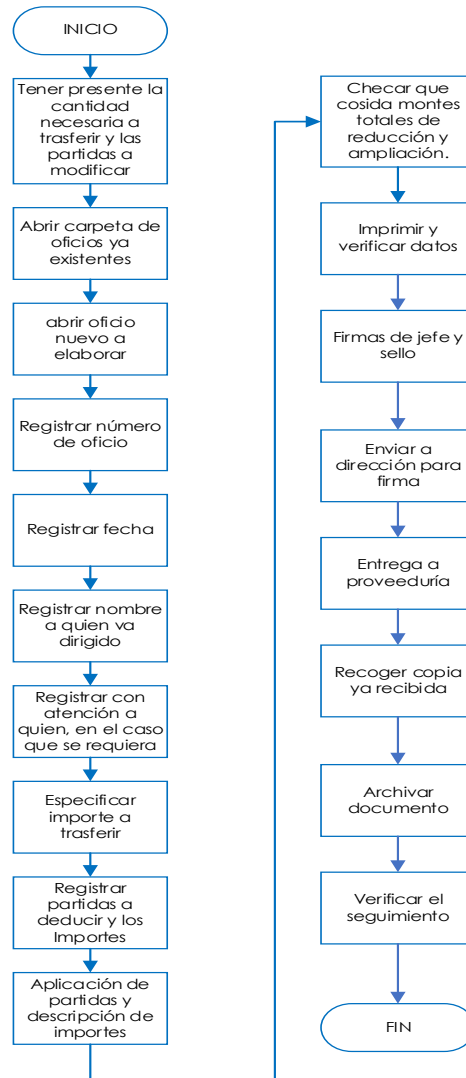 INICIO
Tener presente la
cantidad
necesaria a
trasferir y las
partidas a
modificar
Abrir carpeta de
oficios ya
existentes
abrir oficio
nuevo a
elaborar
Registrar número
de oficio
Registrar fecha
Registrar nombre
a quien va
dirigido
Registrar con
atención a
quien, en el caso
que se requiera
Especificar
importe a
trasferir
Registrar
partidas a
deducir y los
Importes
Aplicación de
partidas y
descripción de
importes
Checar que
cosida montes
totales de
reducción y
ampliación.
Imprimir y
verificar datos
Firmas de jefe y
sello
Enviar a
dirección para
firma
Entrega a
proveeduría
Recoger copia
ya recibida
Archivar
documento
Verificar el
seguimiento
FIN